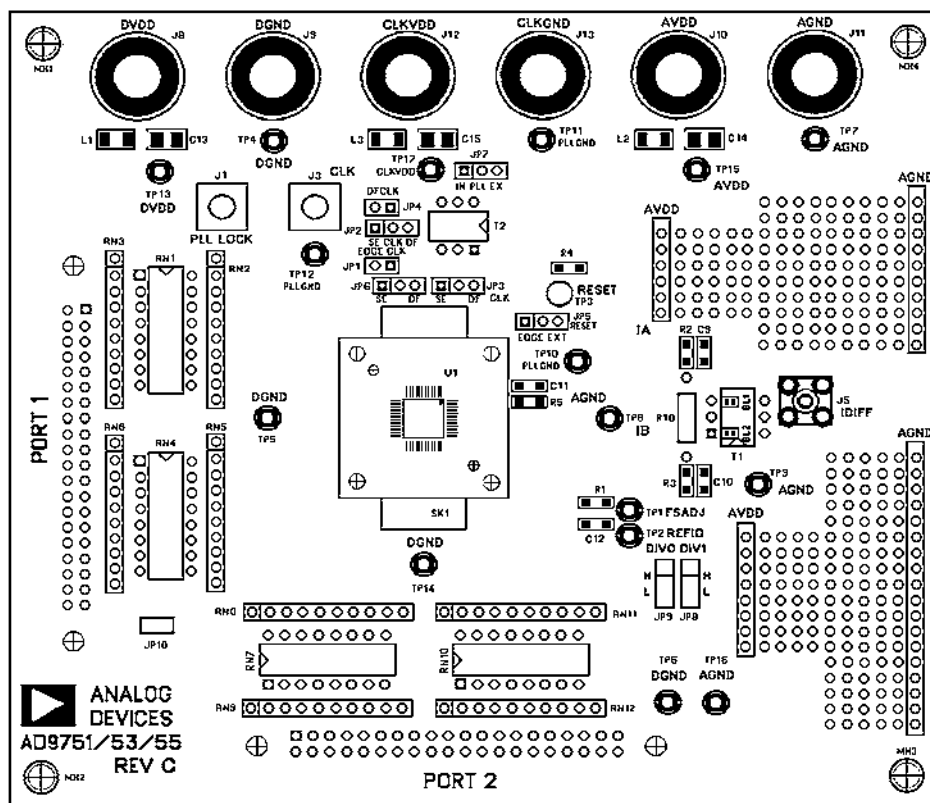 DVDD DGND CLKVDD CLKGND AVDD AGND
J8 J9 J12 J13 J10 J11
L1 C13 TP4 DGND L3 C15 TP11 PLLGND L2 C14 TP7 AGND
TP13 DVDD
TP17 CLKVDD
JP7
IN PLL EX
TP15 AVDD
AGND
J1
PLL LOCK
J3 CLK
DFCLK
JP4
JP2
SE CLK DF
EDGE CLK
JP1
T2
AVDD
RN3 RN1 RN2
TP12
PLLGND
JP6 SE DF
SE DF JP3 CLK
R4
RESET
TP3
JP5
RESET
EDGE EXT
IA
R2 C9
TP10
PLLGND
U1
C11
R5
AGND
TP8
IB
R10
SL1
SL2
T1
J5
IDIFF
PORT 1
DGND
TP5
RN6 RN4 RN5
AGND
R3 C10
TP9
AGND
R1
C12
TP1 FSADJ
TP2 REFIO
SK1
AVDD
DGND
TP14
DIV0 DIV1
H H
L L
JP9 JP8
JP10
RN8 RN11
RN7 RN10
RN9 RN12
TP6 TP16
DGND AGND
ANALOG
DEVICES
AD9751/53/55
REV C
PORT 2
MH3